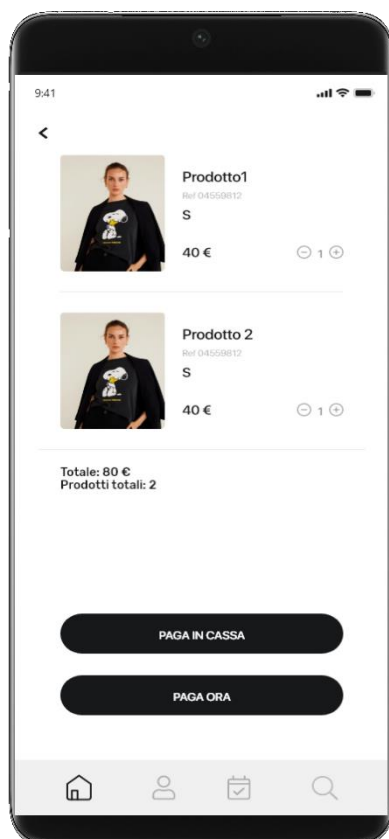 9:41
Prodotto1
Ref 04559812
S
40 €
1
Prodotto 2
Ref 04559812
S
40 €
1
Totale: 80 €
Prodotti totali: 2
PAGA IN CASSA
PAGA ORA